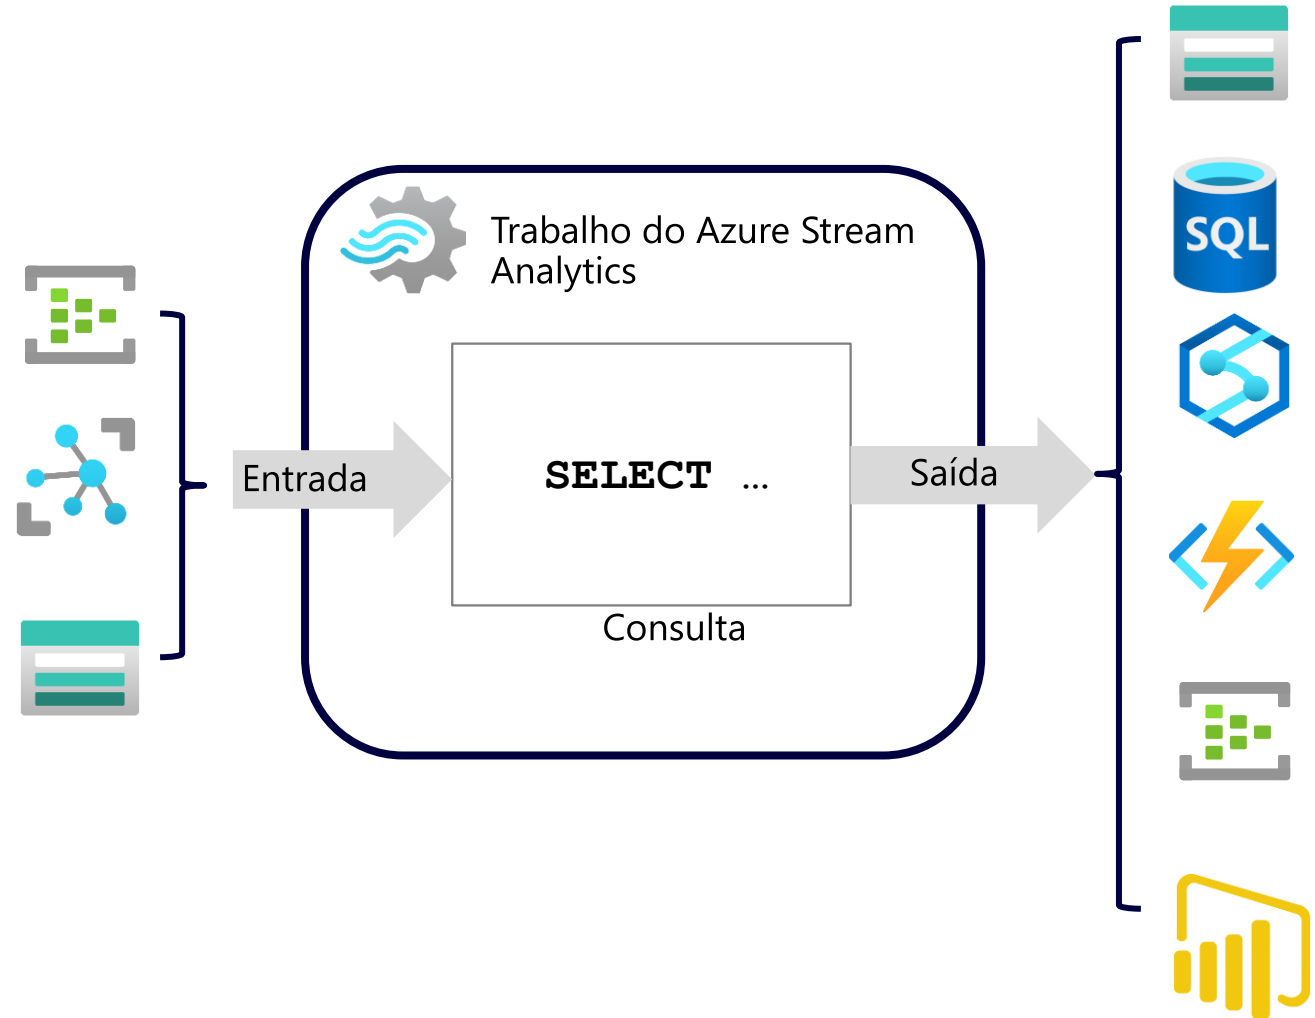 Trabalho do Azure Stream
Analytics
SQL
Entrada
SELECT ...
Saída
Consulta